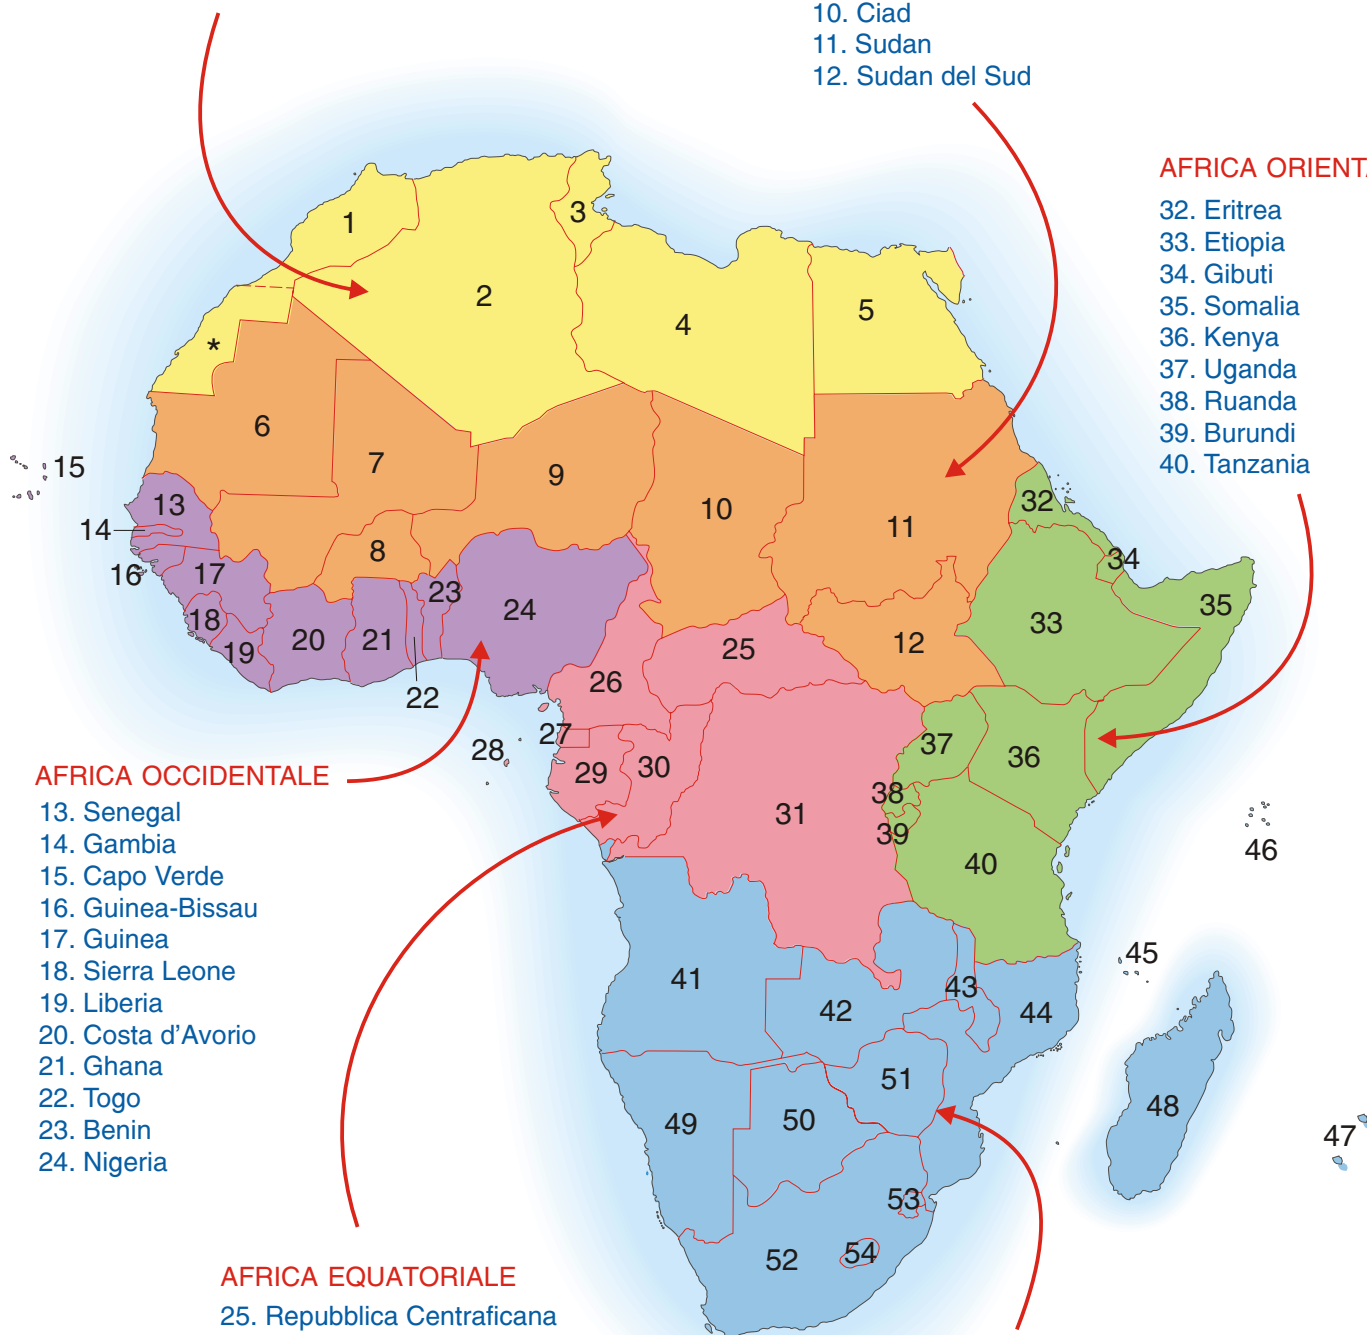 10. Ciad
11. Sudan
12. Sudan del Sud
AFRICA ORIENTA
32. Eritrea
33. Etiopia
34. Gibuti
35. Somalia
36. Kenya
37. Uganda
38. Ruanda
39. Burundi
40. Tanzania
1
2
3
4
5
*
6
7
8
9
10
11
12
13
14
15
16
17
18
19
20
21
22
23
24
25
26
27
28
29
30
31
32
33
34
35
36
37
38
39
40
41
42
43
44
45
46
47
48
49
50
51
52
53
54
AFRICA OCCIDENTALE
13. Senegal
14. Gambia
15. Capo Verde
16. Guinea-Bissau
17. Guinea
18. Sierra Leone
19. Liberia
20. Costa d’Avorio
21. Ghana
22. Togo
23. Benin
24. Nigeria
AFRICA EQUATORIALE
25. Repubblica Centraficana